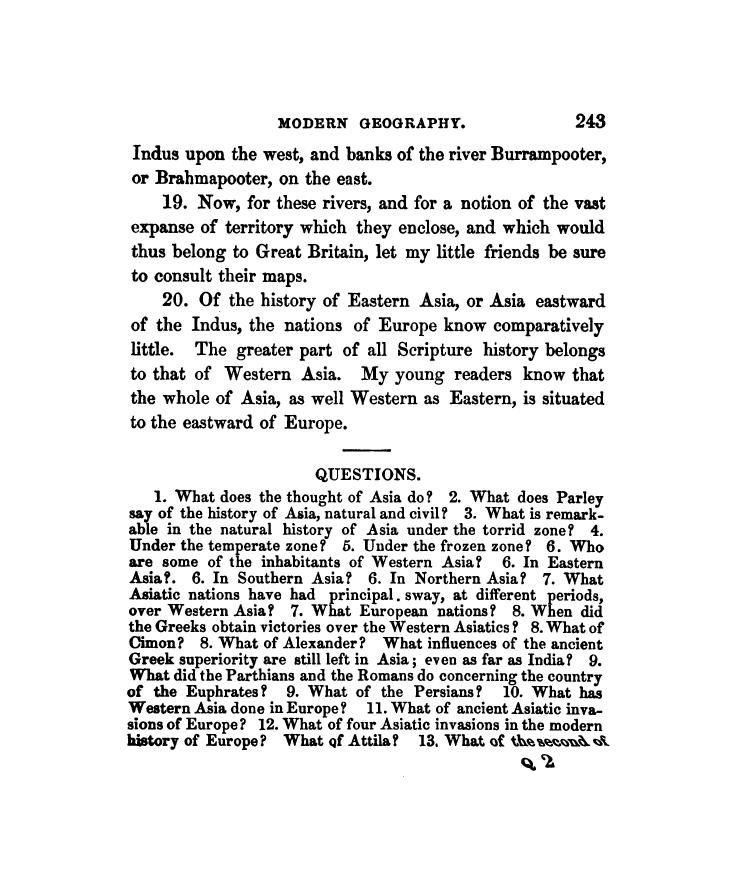 MODERN GEOGRAPHY. 243
Indus upon the west, and banks of the river Burrampooter,
or Brahmapooter, on the east.
19. Now, for these rivers, and for a notion of the vast
expanse of territory which they enclose, and which would
thus belong to Great Britain, let my little friends be sure
to consult their maps.
20. Of the history of Eastern Asia, or Asia eastward
of the Indus, the nations of Europe know comparatively
little. The greater part of all Scripture history belongs
to that of Western Asia. My young readers know that
the whole of Asia, as well Western as Eastern, is situated
to the eastward of Europe.
QUESTIONS.
1. What does the thought of Asia do? 2. What does Parley
say of the history of Asia, natural and civil? 3. What is remark-
able in the natural history of Asia under the torrid zone? 4.
Under the temperate zone? 5. Under the frozen zone? 6. Who
are some of the inhabitants of Western Asia? 6. In Eastern
Asia?. 6. In Southern Asia? 6. In Northern Asia? 7. What
Asiatic nations have had principal. sway, at different periods,
over Western Asia? 7. What European nations? 8. When did
the Greeks obtain victories over the Western Asiatics? 8. What of
Cimon? 8. What of Alexander? What influences of the ancient
Greek superiority are still left in Asia; even as far as India? 9.
What did the Parthians and the Romans do concerning the country
of the Euphrates? 9. What of the Persians? 10. What has
Western Asia done in Europe? 11. What of ancient Asiatic inva-
sions of Europe? 12. What of four Asiatic invasions in the modern
history of Europe? What of Attila? 13. What of the second of
Q 2